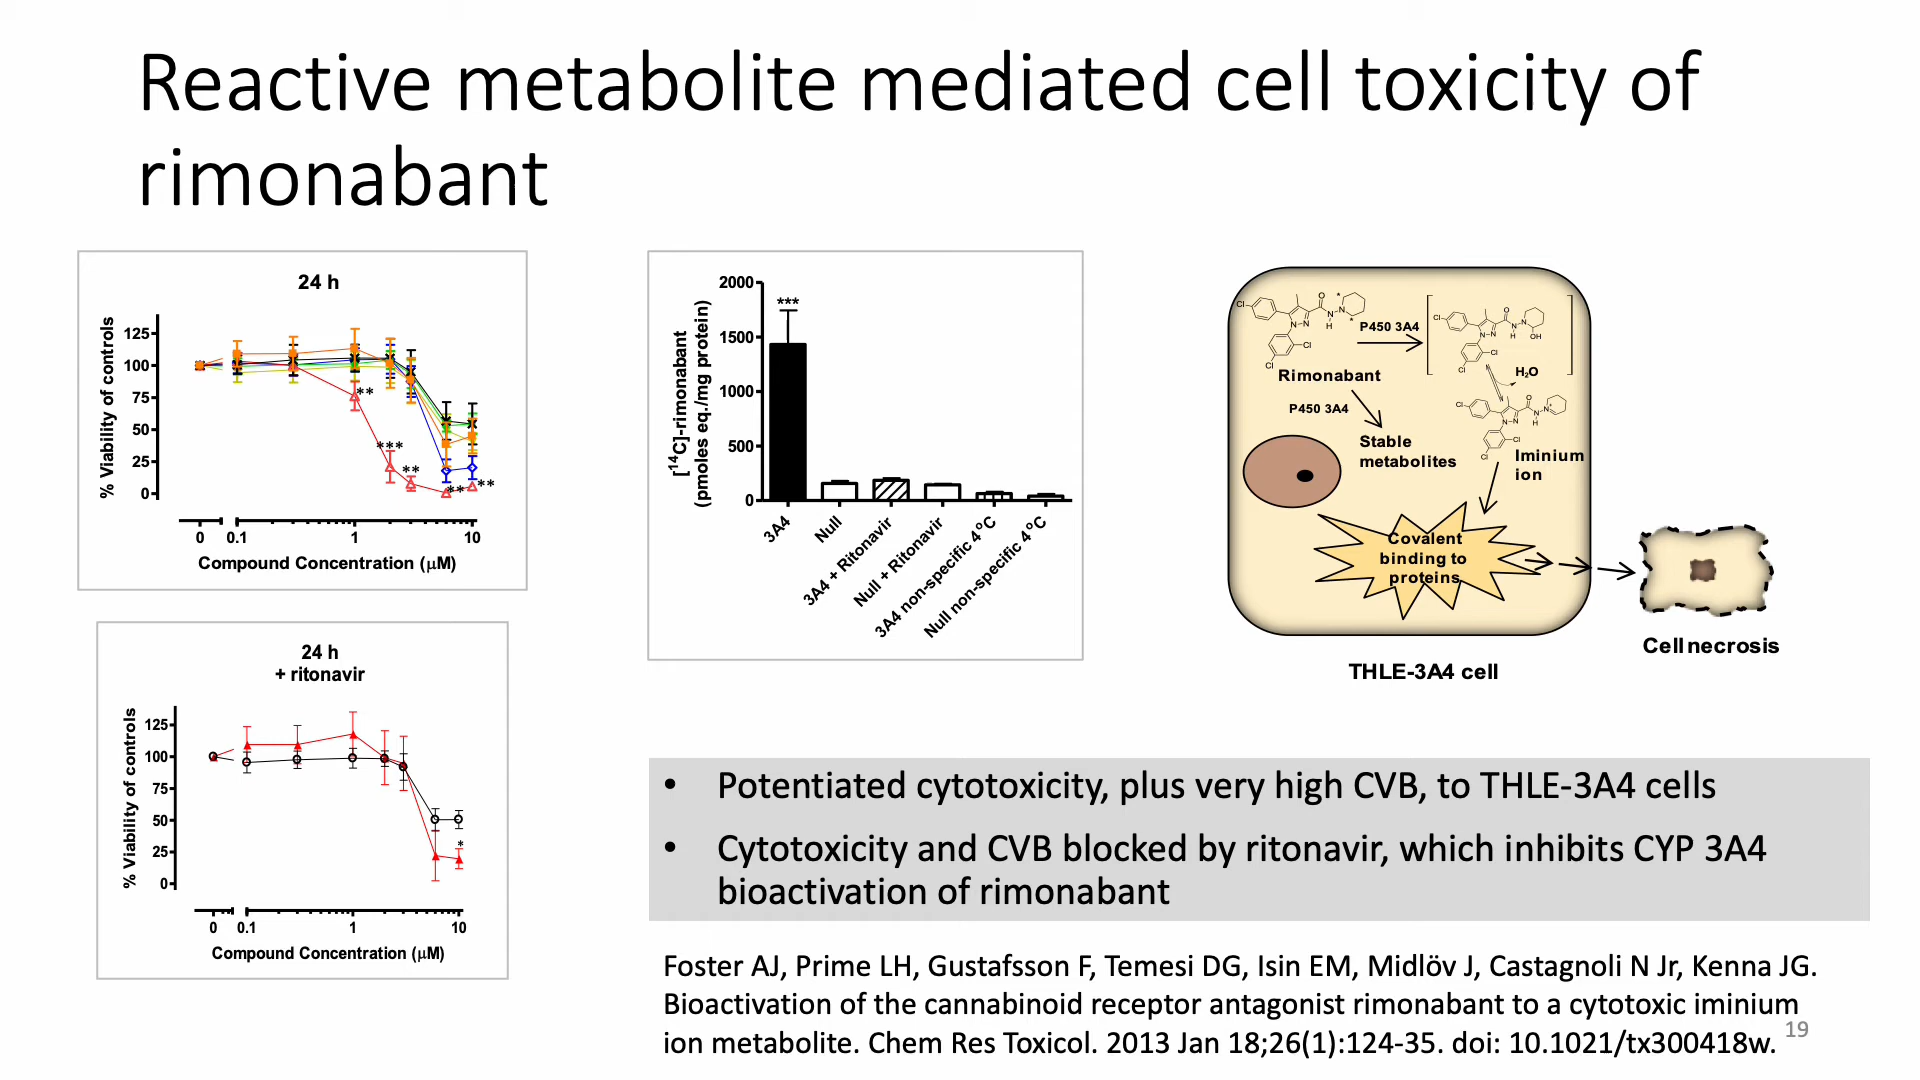 Reactive metabolite mediated cell toxicity of
rimonabant
24 h
% Viability of controls
125
100
75
50
25
0
**
***
**
**
**
0 0.1 1 10
Compound Concentration (μM)
24 h
+ ritonavir
% Viability of controls
125
100
75
50
25
0
*
0 0.1 1 10
Compound Concentration (μM)
[¹⁴C]-rimonabant
(pmoles eq./mg protein)
2000
1500
1000
500
0
***
3A4
Null
3A4 + Ritonavir
Null + Ritonavir
3A4 non-specific 4°C
Null non-specific 4°C
P450 3A4
Rimonabant
H₂O
P450 3A4
Stable
metabolites
Iminium
ion
Covalent
binding to
proteins
THLE-3A4 cell
Cell necrosis
• Potentiated cytotoxicity, plus very high CVB, to THLE-3A4 cells
• Cytotoxicity and CVB blocked by ritonavir, which inhibits CYP 3A4
bioactivation of rimonabant
Foster AJ, Prime LH, Gustafsson F, Temesi DG, Isin EM, Midlöv J, Castagnoli N Jr, Kenna JG.
Bioactivation of the cannabinoid receptor antagonist rimonabant to a cytotoxic iminium
ion metabolite. Chem Res Toxicol. 2013 Jan 18;26(1):124-35. doi: 10.1021/tx300418w.
19